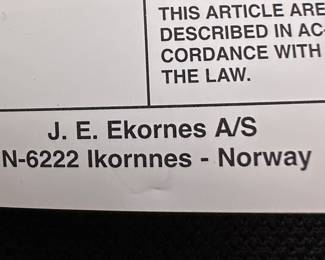 THIS ARTICLE ARE
DESCRIBED IN AC-
CORDANCE WITH
THE LAW.
J. E. Ekornes A/S
N-6222 Ikornnes - Norway